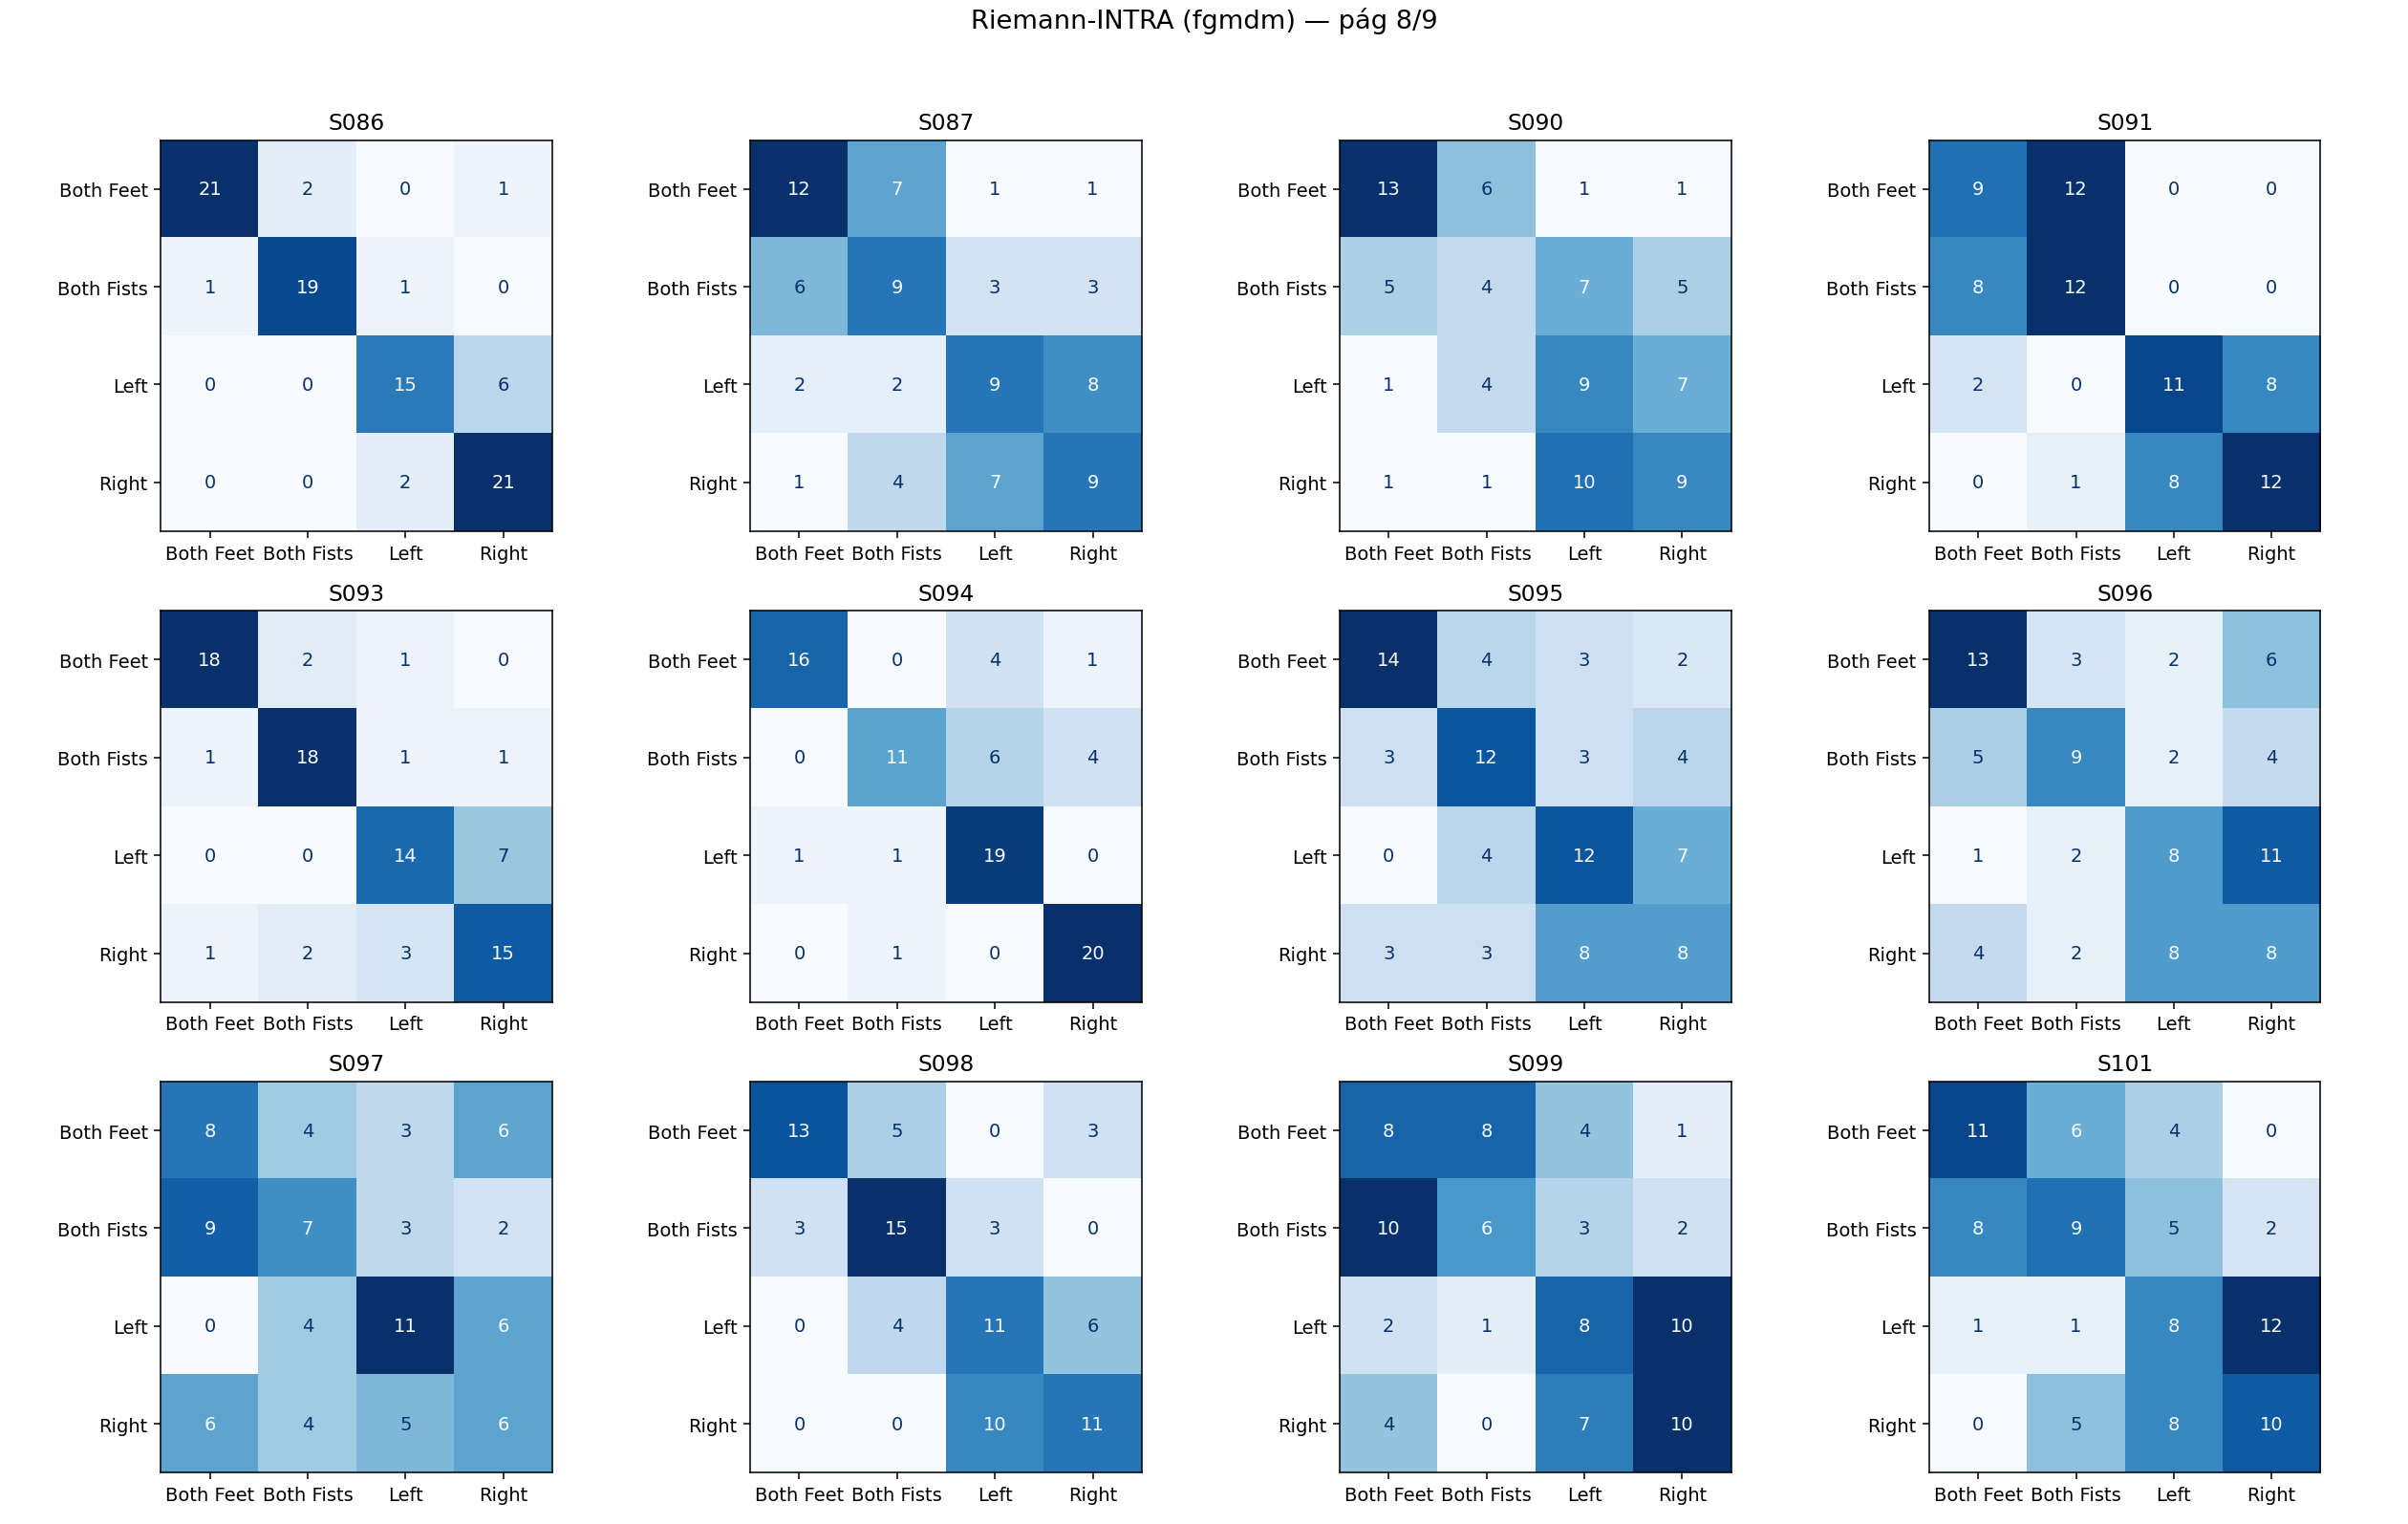 Riemann-INTRA (fgmdm) — pág 8/9
S086 S087 S090 S091
Both Feet 21 2 0 1 Both Feet 12 7 1 1 Both Feet 13 6 1 1 Both Feet 9 12 0 0
Both Fists 1 19 1 0 Both Fists 6 9 3 3 Both Fists 5 4 7 5 Both Fists 8 12 0 0
Left 0 0 15 6 Left 2 2 9 8 Left 1 4 9 7 Left 2 0 11 8
Right 0 0 2 21 Right 1 4 7 9 Right 1 1 10 9 Right 0 1 8 12
Both Feet Both Fists Left Right Both Feet Both Fists Left Right Both Feet Both Fists Left Right Both Feet Both Fists Left Right
S093 S094 S095 S096
Both Feet 18 2 1 0 Both Feet 16 0 4 1 Both Feet 14 4 3 2 Both Feet 13 3 2 6
Both Fists 1 18 1 1 Both Fists 0 11 6 4 Both Fists 3 12 3 4 Both Fists 5 9 2 4
Left 0 0 14 7 Left 1 1 19 0 Left 0 4 12 7 Left 1 2 8 11
Right 1 2 3 15 Right 0 1 0 20 Right 3 3 8 8 Right 4 2 8 8
Both Feet Both Fists Left Right Both Feet Both Fists Left Right Both Feet Both Fists Left Right Both Feet Both Fists Left Right
S097 S098 S099 S101
Both Feet 8 4 3 6 Both Feet 13 5 0 3 Both Feet 8 8 4 1 Both Feet 11 6 4 0
Both Fists 9 7 3 2 Both Fists 3 15 3 0 Both Fists 10 6 3 2 Both Fists 8 9 5 2
Left 0 4 11 6 Left 0 4 11 6 Left 2 1 8 10 Left 1 1 8 12
Right 6 4 5 6 Right 0 0 10 11 Right 4 0 7 10 Right 0 5 8 10
Both Feet Both Fists Left Right Both Feet Both Fists Left Right Both Feet Both Fists Left Right Both Feet Both Fists Left Right